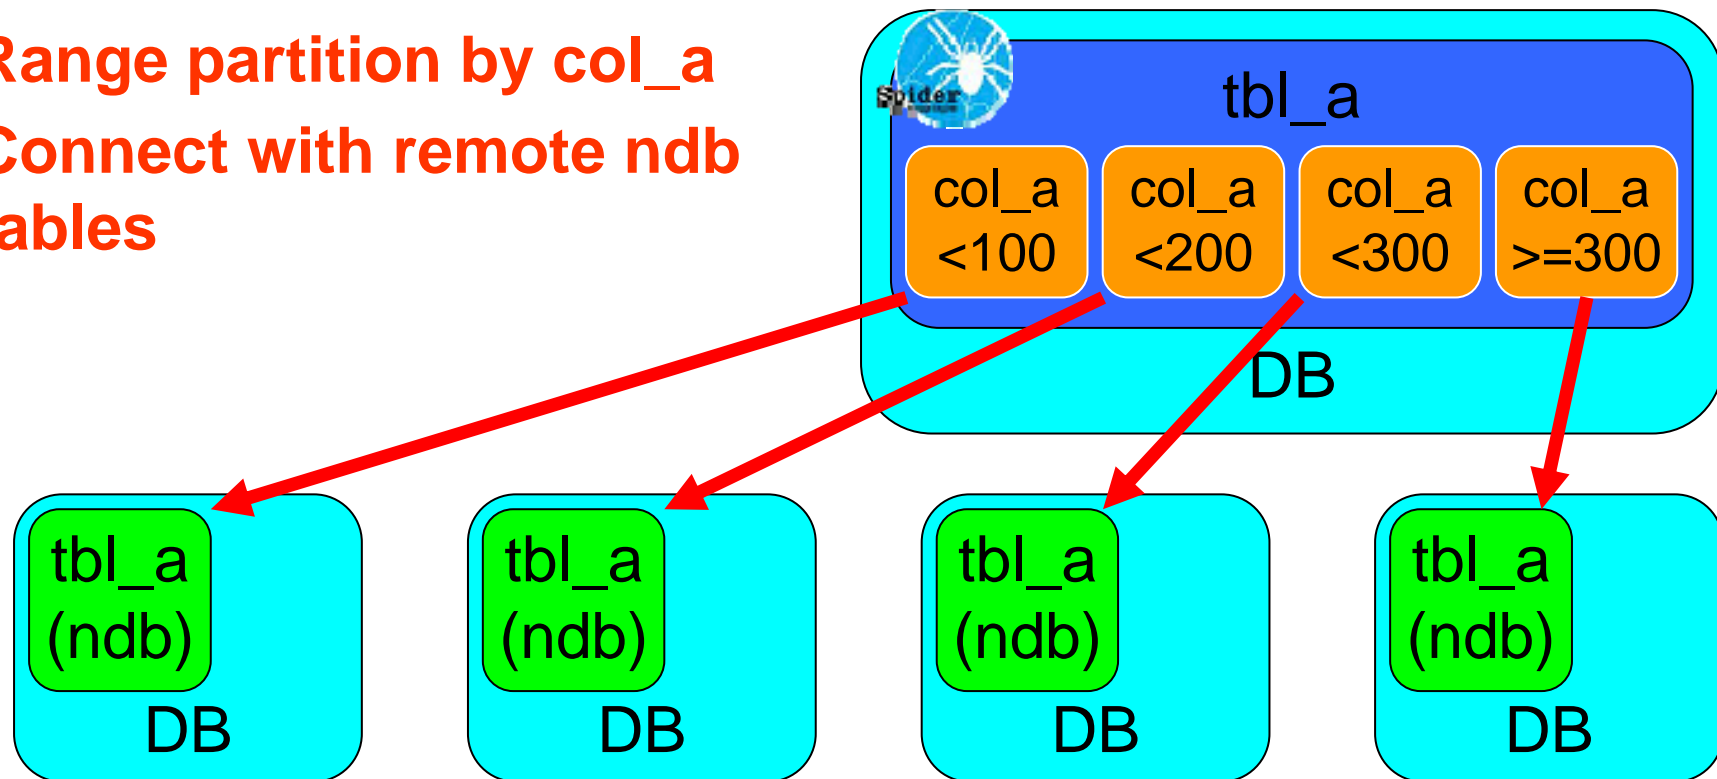 Range partition by col_a
Connect with remote ndb
ables
Spider
tbl_a
col_a
<100
col_a
<200
col_a
<300
col_a
>=300
DB
tbl_a
(ndb)
DB
tbl_a
(ndb)
DB
tbl_a
(ndb)
DB
tbl_a
(ndb)
DB